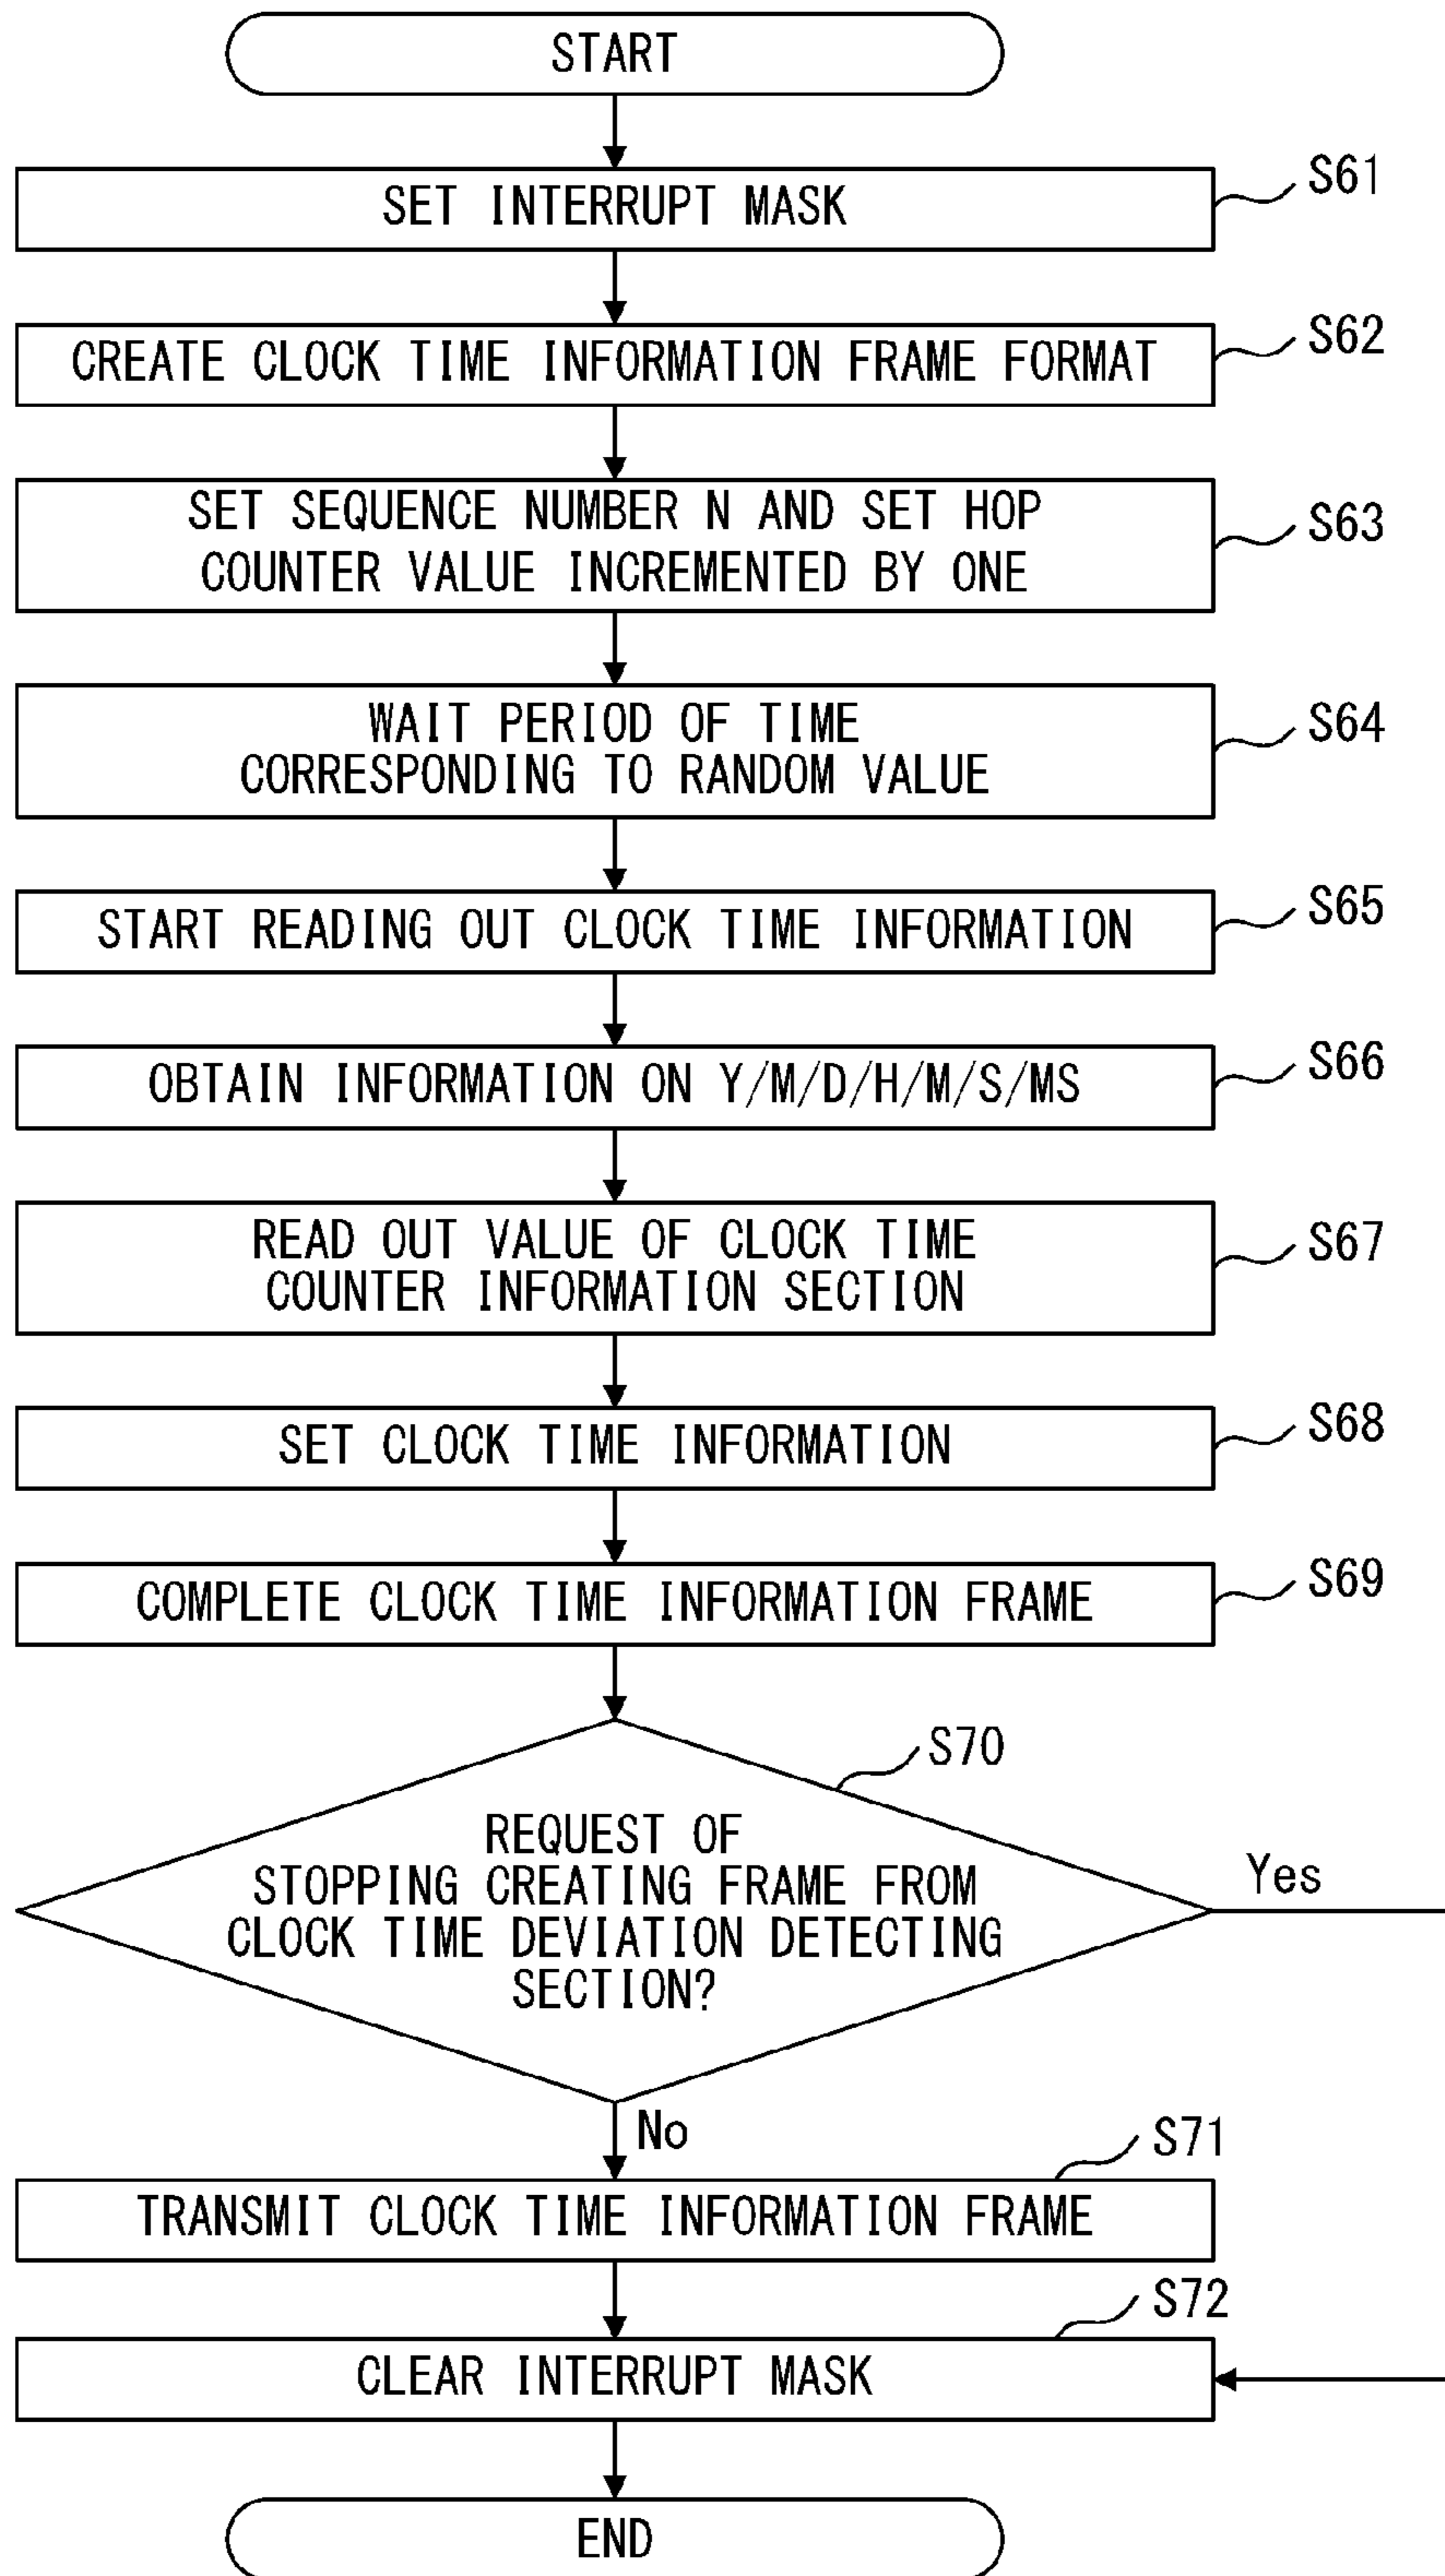 START
SET INTERRUPT MASK
S61
CREATE CLOCK TIME INFORMATION FRAME FORMAT
S62
SET SEQUENCE NUMBER N AND SET HOP
COUNTER VALUE INCREMENTED BY ONE
S63
WAIT PERIOD OF TIME
CORRESPONDING TO RANDOM VALUE
S64
START READING OUT CLOCK TIME INFORMATION
S65
OBTAIN INFORMATION ON Y/M/D/H/M/S/MS
S66
READ OUT VALUE OF CLOCK TIME
COUNTER INFORMATION SECTION
S67
SET CLOCK TIME INFORMATION
S68
COMPLETE CLOCK TIME INFORMATION FRAME
S69
S70
REQUEST OF
STOPPING CREATING FRAME FROM
CLOCK TIME DEVIATION DETECTING
SECTION?
Yes
No
S71
TRANSMIT CLOCK TIME INFORMATION FRAME
S72
CLEAR INTERRUPT MASK
END